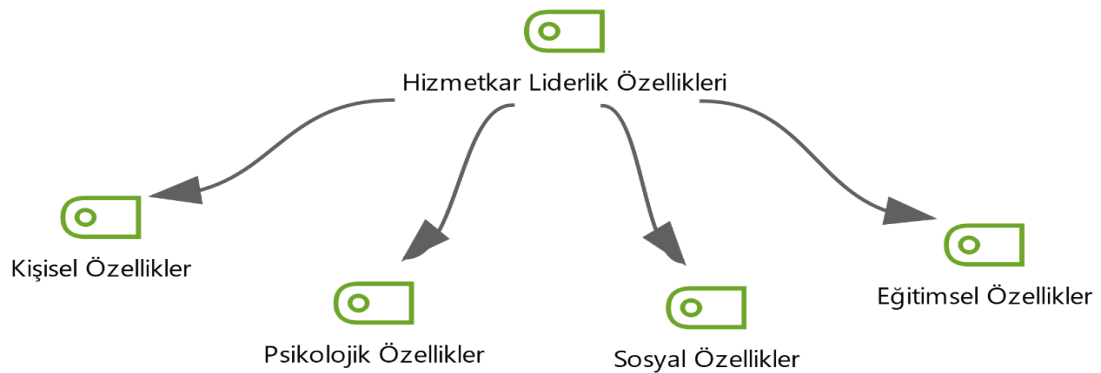 Hizmetkar Liderlik Özellikleri
Kişisel Özellikler
Psikolojik Özellikler
Sosyal Özellikler
Eğitimsel Özellikler